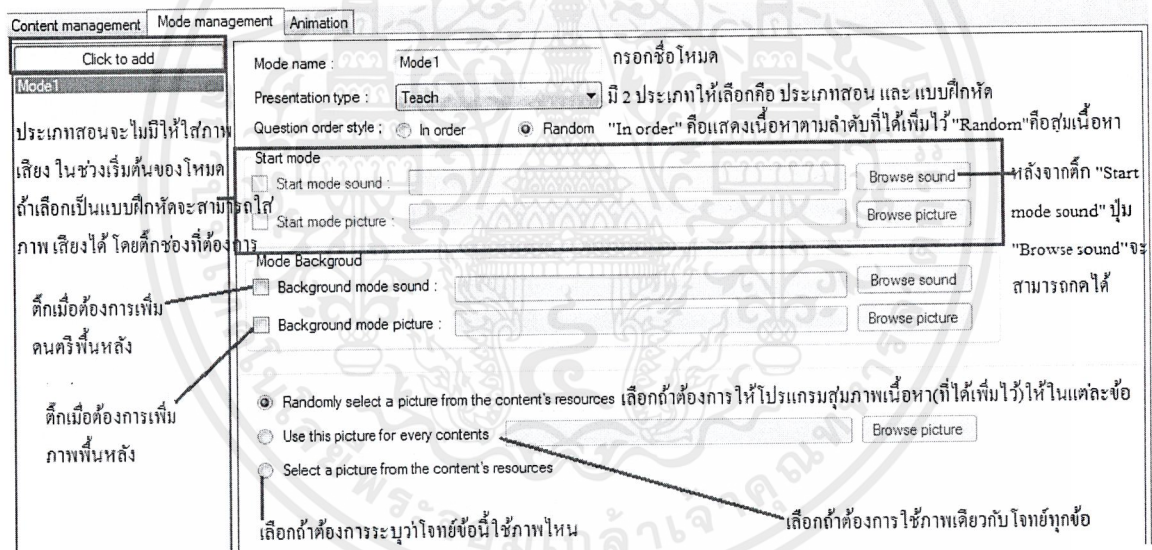 Content management Mode management Animation
Click to add
Mode1
Mode name : Mode1 กรอกชื่อโหมด
Presentation type : Teach มี 2 ประเภทให้เลือกคือ ประเภทสอน และ แบบฝึกหัด
Question order style : In order Random "In order" คือแสดงเนื้อหาตามลำดับที่ได้เพิ่มไว้ "Random"คือสุ่มเนื้อหา
ประเภทสอนจะไม่มีให้ใส่ภาพ
เสียง ในช่วงเริ่มต้นของโหมด
ถ้าเลือกเป็นแบบฝึกหัดจะสามารถใส่
ภาพ เสียงได้ โดยติ๊กช่องที่ต้องการ
Start mode
Start mode sound : Browse sound
Start mode picture : Browse picture
หลังจากติ๊ก "Start
mode sound" ปุ่ม
"Browse sound"จะ
สามารถกดได้
Mode Backgroud
Background mode sound : Browse sound
Background mode picture : Browse picture
ติ๊กเมื่อต้องการเพิ่ม
ดนตรีพื้นหลัง
ติ๊กเมื่อต้องการเพิ่ม
ภาพพื้นหลัง
Randomly select a picture from the content's resources เลือกถ้าต้องการ ให้โปรแกรมสุ่มภาพเนื้อหา(ที่ได้เพิ่มไว้)ให้ในแต่ละข้อ
Use this picture for every contents Browse picture
Select a picture from the content's resources
เลือกถ้าต้องการระบุว่าโจทย์ข้อนี้ใช้ภาพไหน
เลือกถ้าต้องการ ใช้ภาพเดียวกับ โจทย์ทุกข้อ